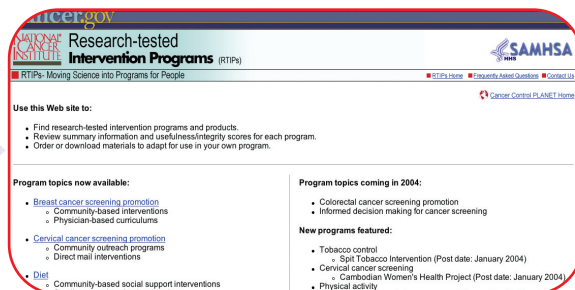 cancer.gov
NATIONAL
CANCER
INSTITUTE
Research-tested
Intervention Programs (RTIPs)
SAMHSA
HHS
RTIPs- Moving Science into Programs for People
RTIPs Home Frequently Asked Questions Contact Us
Cancer Control PLANET Home
Use this Web site to:
• Find research-tested intervention programs and products.
• Review summary information and usefulness/integrity scores for each program.
• Order or download materials to adapt for use in your own program.
Program topics now available:
• Breast cancer screening promotion
o Community-based interventions
o Physician-based curriculums
• Cervical cancer screening promotion
o Community outreach programs
o Direct mail interventions
• Diet
o Community-based social support interventions
Program topics coming in 2004:
• Colorectal cancer screening promotion
• Informed decision making for cancer screening
New programs featured:
• Tobacco control
o Spit Tobacco Intervention (Post date: January 2004)
• Cervical cancer screening
o Cambodian Women's Health Project (Post date: January 2004)
• Physical activity